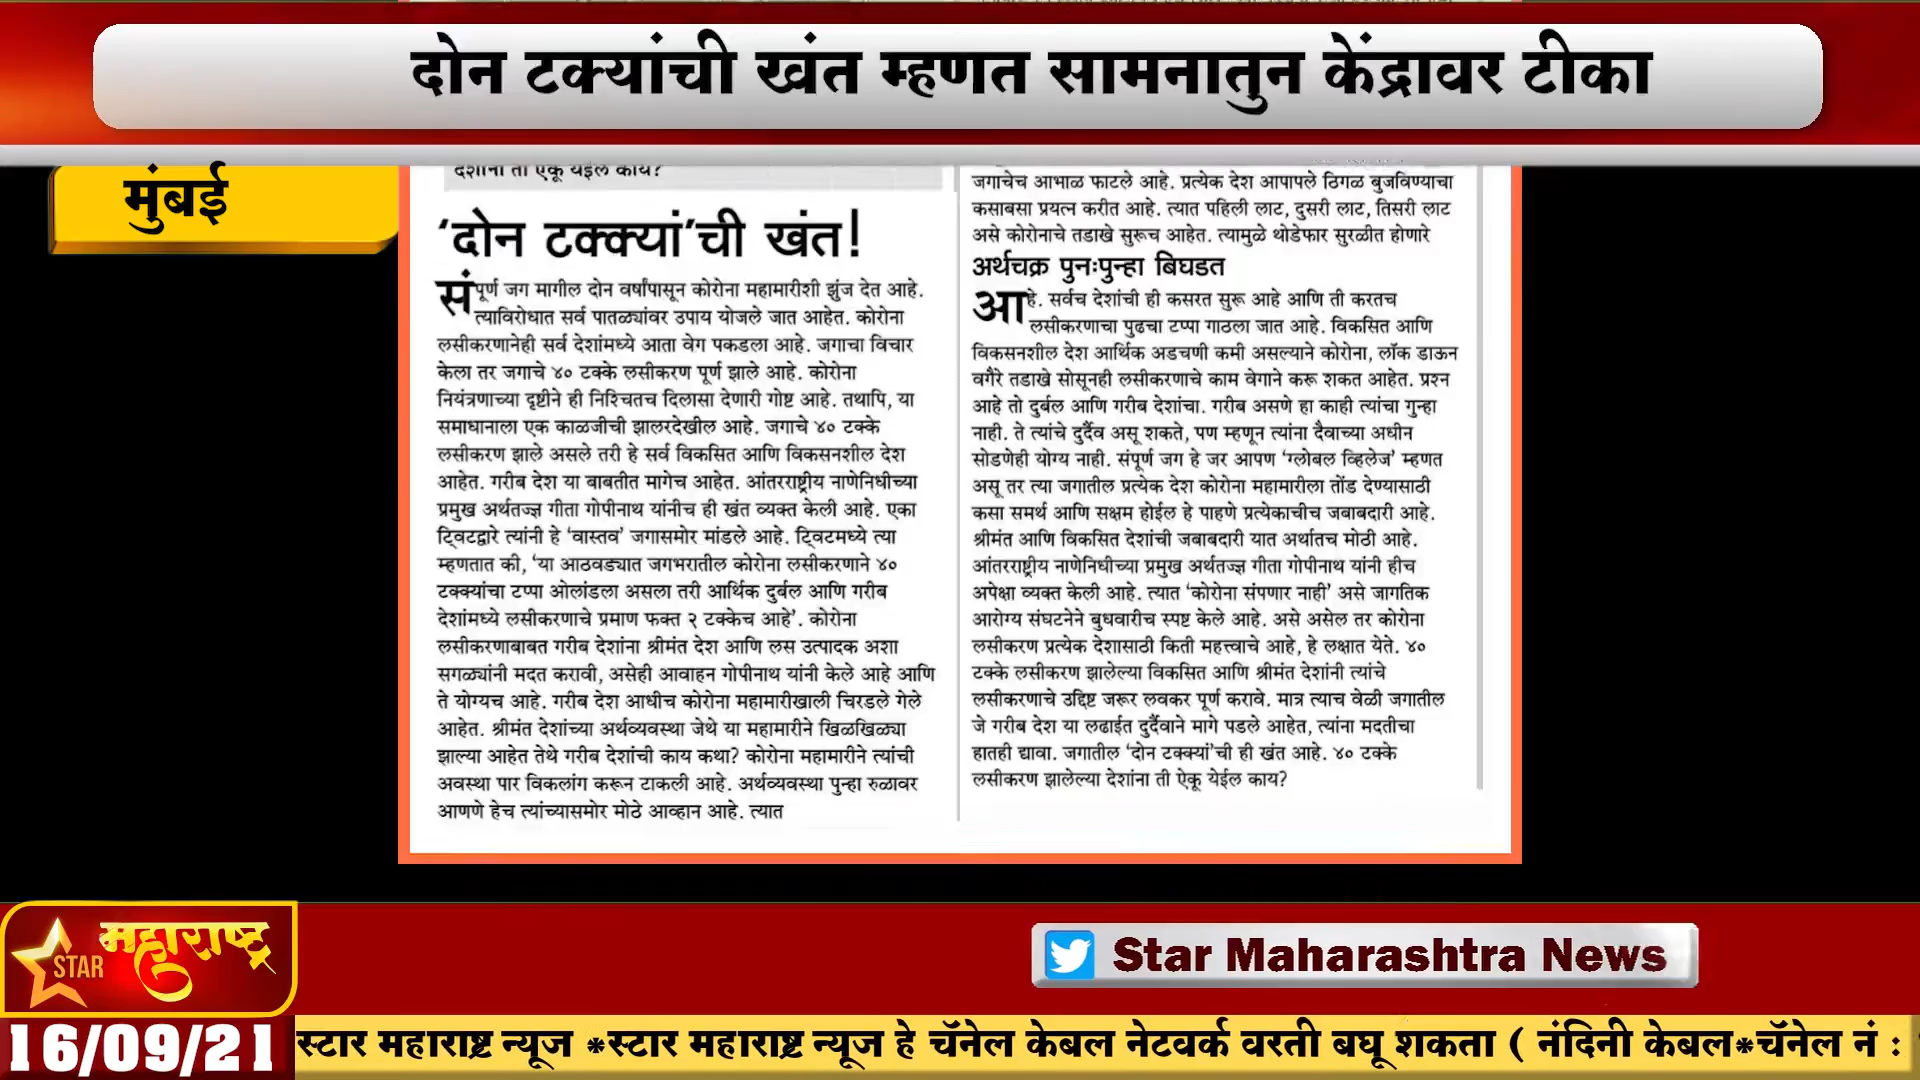 दोन टक्यांची खंत म्हणत सामनातुन केंद्रावर टीका
मुंबई
देशांना ती ऐकू येईल काय?
‘दोन टक्क्यां’ची खंत!
संपूर्ण जग मागील दोन वर्षांपासून कोरोना महामारीशी झुंज देत आहे.
त्याविरोधात सर्व पातळ्यांवर उपाय योजले जात आहेत. कोरोना
लसीकरणानेही सर्व देशांमध्ये आता वेग पकडला आहे. जगाचा विचार
केला तर जगाचे ४० टक्के लसीकरण पूर्ण झाले आहे. कोरोना
नियंत्रणाच्या दृष्टीने ही निश्चितच दिलासा देणारी गोष्ट आहे. तथापि, या
समाधानाला एक काळजीची झालरदेखील आहे. जगाचे ४० टक्के
लसीकरण झाले असले तरी हे सर्व विकसित आणि विकसनशील देश
आहेत. गरीब देश या बाबतीत मागेच आहेत. आंतरराष्ट्रीय नाणेनिधीच्या
प्रमुख अर्थतज्ज्ञ गीता गोपीनाथ यांनीच ही खंत व्यक्त केली आहे. एका
ट्विटद्वारे त्यांनी हे ‘वास्तव’ जगासमोर मांडले आहे. ट्विटमध्ये त्या
म्हणतात की, ‘या आठवड्यात जगभरातील कोरोना लसीकरणाने ४०
टक्क्यांचा टप्पा ओलांडला असला तरी आर्थिक दुर्बल आणि गरीब
देशांमध्ये लसीकरणाचे प्रमाण फक्त २ टक्केच आहे’. कोरोना
लसीकरणाबाबत गरीब देशांना श्रीमंत देश आणि लस उत्पादक अशा
सगळ्यांनी मदत करावी, असेही आवाहन गोपीनाथ यांनी केले आहे आणि
ते योग्यच आहे. गरीब देश आधीच कोरोना महामारीखाली चिरडले गेले
आहेत. श्रीमंत देशांच्या अर्थव्यवस्था जेथे या महामारीने खिळखिळ्या
झाल्या आहेत तेथे गरीब देशांची काय कथा? कोरोना महामारीने त्यांची
अवस्था पार विकलांग करून टाकली आहे. अर्थव्यवस्था पुन्हा रुळावर
आणणे हेच त्यांच्यासमोर मोठे आव्हान आहे. त्यात
जगाचेच आभाळ फाटले आहे. प्रत्येक देश आपापले ठिगळ बुजविण्याचा
कसाबसा प्रयत्न करीत आहे. त्यात पहिली लाट, दुसरी लाट, तिसरी लाट
असे कोरोनाचे तडाखे सुरूच आहेत. त्यामुळे थोडेफार सुरळीत होणारे
अर्थचक्र पुनःपुन्हा बिघडत
आहे. सर्वच देशांची ही कसरत सुरू आहे आणि ती करतच
लसीकरणाचा पुढचा टप्पा गाठला जात आहे. विकसित आणि
विकसनशील देश आर्थिक अडचणी कमी असल्याने कोरोना, लॉक डाऊन
वगैरे तडाखे सोसूनही लसीकरणाचे काम वेगाने करू शकत आहेत. प्रश्न
आहे तो दुर्बल आणि गरीब देशांचा. गरीब असणे हा काही त्यांचा गुन्हा
नाही. ते त्यांचे दुर्दैव असू शकते, पण म्हणून त्यांना दैवाच्या अधीन
सोडणेही योग्य नाही. संपूर्ण जग हे जर आपण ‘ग्लोबल व्हिलेज’ म्हणत
असू तर त्या जगातील प्रत्येक देश कोरोना महामारीला तोंड देण्यासाठी
कसा समर्थ आणि सक्षम होईल हे पाहणे प्रत्येकाचीच जबाबदारी आहे.
श्रीमंत आणि विकसित देशांची जबाबदारी यात अर्थातच मोठी आहे.
आंतरराष्ट्रीय नाणेनिधीच्या प्रमुख अर्थतज्ज्ञ गीता गोपीनाथ यांनी हीच
अपेक्षा व्यक्त केली आहे. त्यात ‘कोरोना संपणार नाही’ असे जागतिक
आरोग्य संघटनेने बुधवारीच स्पष्ट केले आहे. असे असेल तर कोरोना
लसीकरण प्रत्येक देशासाठी किती महत्त्वाचे आहे, हे लक्षात येते. ४०
टक्के लसीकरण झालेल्या विकसित आणि श्रीमंत देशांनी त्यांचे
लसीकरणाचे उद्दिष्ट जरूर लवकर पूर्ण करावे. मात्र त्याच वेळी जगातील
जे गरीब देश या लढाईत दुर्दैवाने मागे पडले आहेत, त्यांना मदतीचा
हातही द्यावा. जगातील ‘दोन टक्क्यां’ची ही खंत आहे. ४० टक्के
लसीकरण झालेल्या देशांना ती ऐकू येईल काय?
STAR महाराष्ट्र
Star Maharashtra News
16/09/21
स्टार महाराष्ट्र न्यूज *स्टार महाराष्ट्र न्यूज हे चॅनेल केबल नेटवर्क वरती बघू शकता ( नंदिनी केबल*चॅनेल नं :